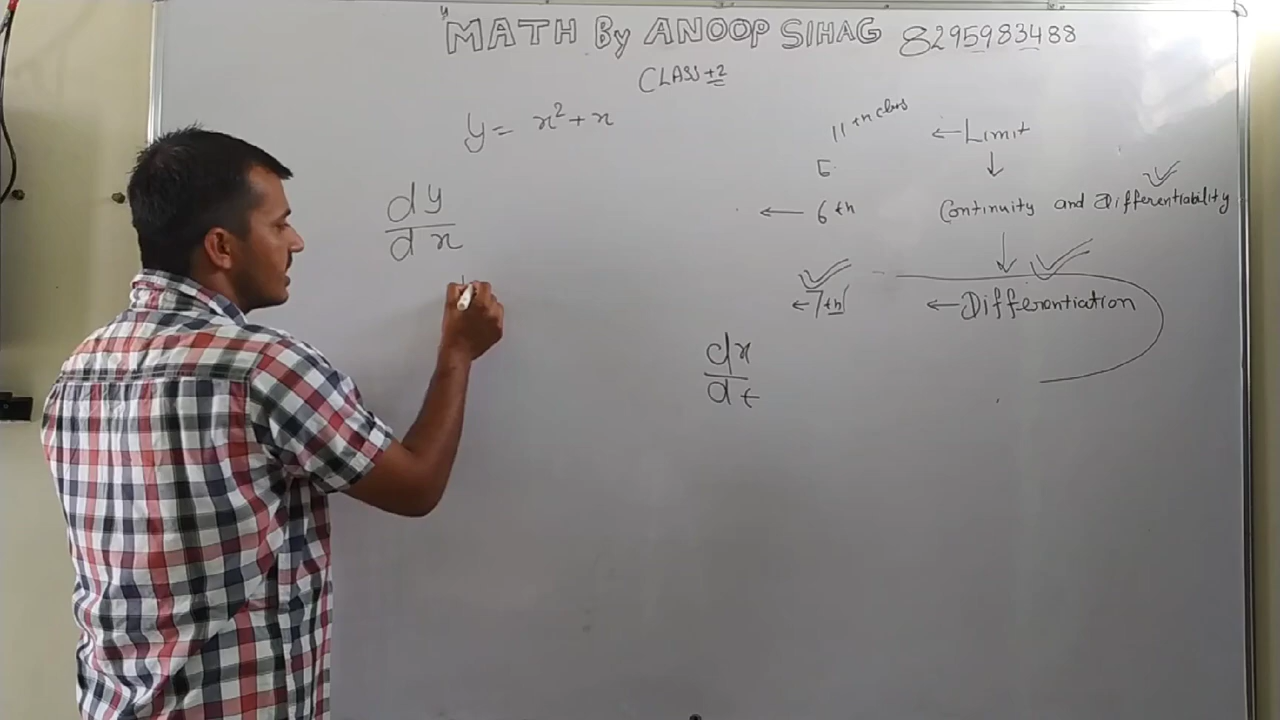 MATH By ANOOP SIHAG 8295983488
CLASS +2
y = x² + x
11th class ← Limit
↓
6
← 6th Continuity and Differentiability
↓
← 7th ← Differentiation
dy
dx
dx
dt